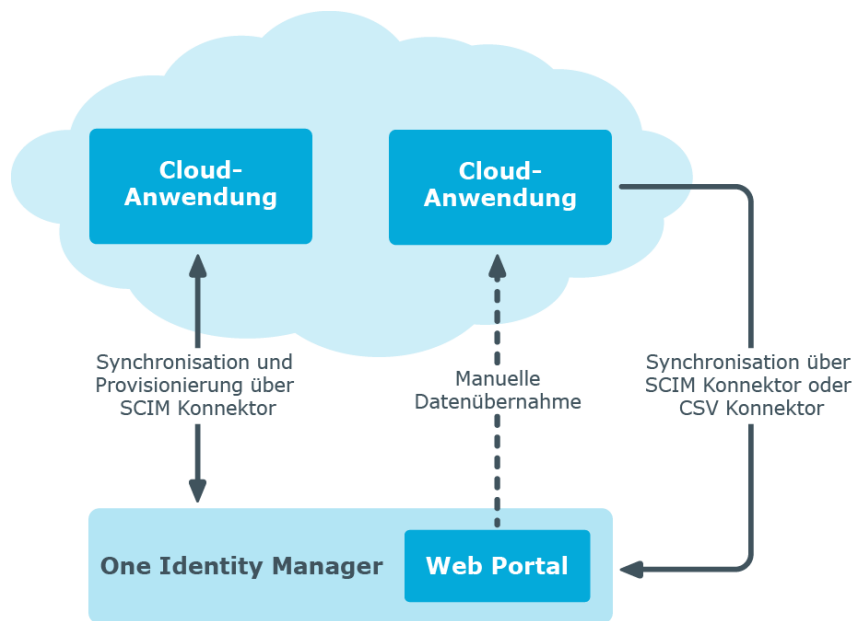 Cloud-
Anwendung
Cloud-
Anwendung
Synchronisation und
Provisionierung über
SCIM Konnektor
Manuelle
Datenübernahme
Synchronisation über
SCIM Konnektor oder
CSV Konnektor
One Identity Manager
Web Portal